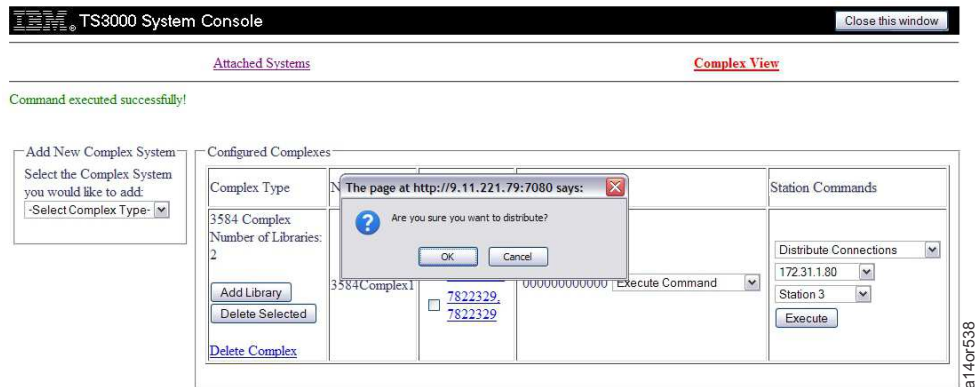 IBM® TS3000 System Console
Close this window
Attached Systems
Complex View
Command executed successfully!
Add New Complex System
Select the Complex System
you would like to add:
-Select Complex Type-
Configured Complexes
Complex Type
N
Station Commands
3584 Complex
Number of Libraries:
2
Add Library
Delete Selected
Delete Complex
3584Complex1
7822329,
7822329
000000000000
Execute Command
The page at http://9.11.221.79:7080 says:
Are you sure you want to distribute?
OK
Cancel
Distribute Connections
172.31.1.80
Station 3
Execute
a14or538